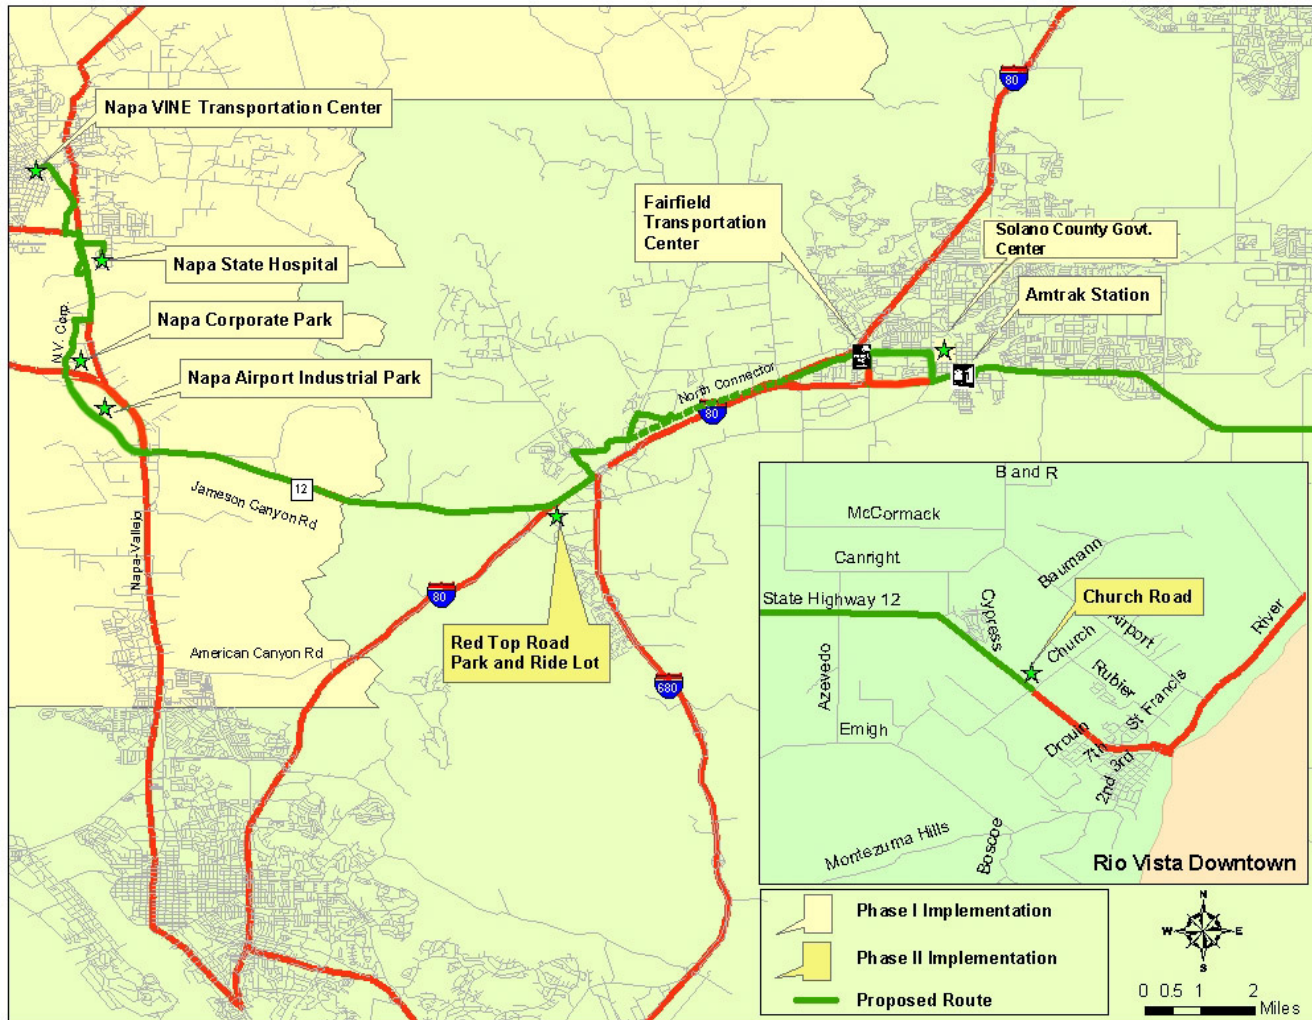 80
Napa VINE Transportation Center
Fairfield
Transportation
Center
Solano County Govt.
Center
Napa State Hospital
Amtrak Station
N.V. Corp.
Napa Corporate Park
Napa Airport Industrial Park
North Connector
80
12
Jameson Canyon Rd
Napa-Vallejo
80
Red Top Road
Park and Ride Lot
American Canyon Rd
680
B and R
McCormack
Canright
Baumann
State Highway 12
Cypress
Church Road
Airport
Church
River
Azevedo
Rubier
St Francis
Emigh
Drouin
7th
3rd
2nd
Montezuma Hills
Boscoe
Rio Vista Downtown
Phase I Implementation
Phase II Implementation
Proposed Route
N
W E
S
0 0.5 1 2
Miles